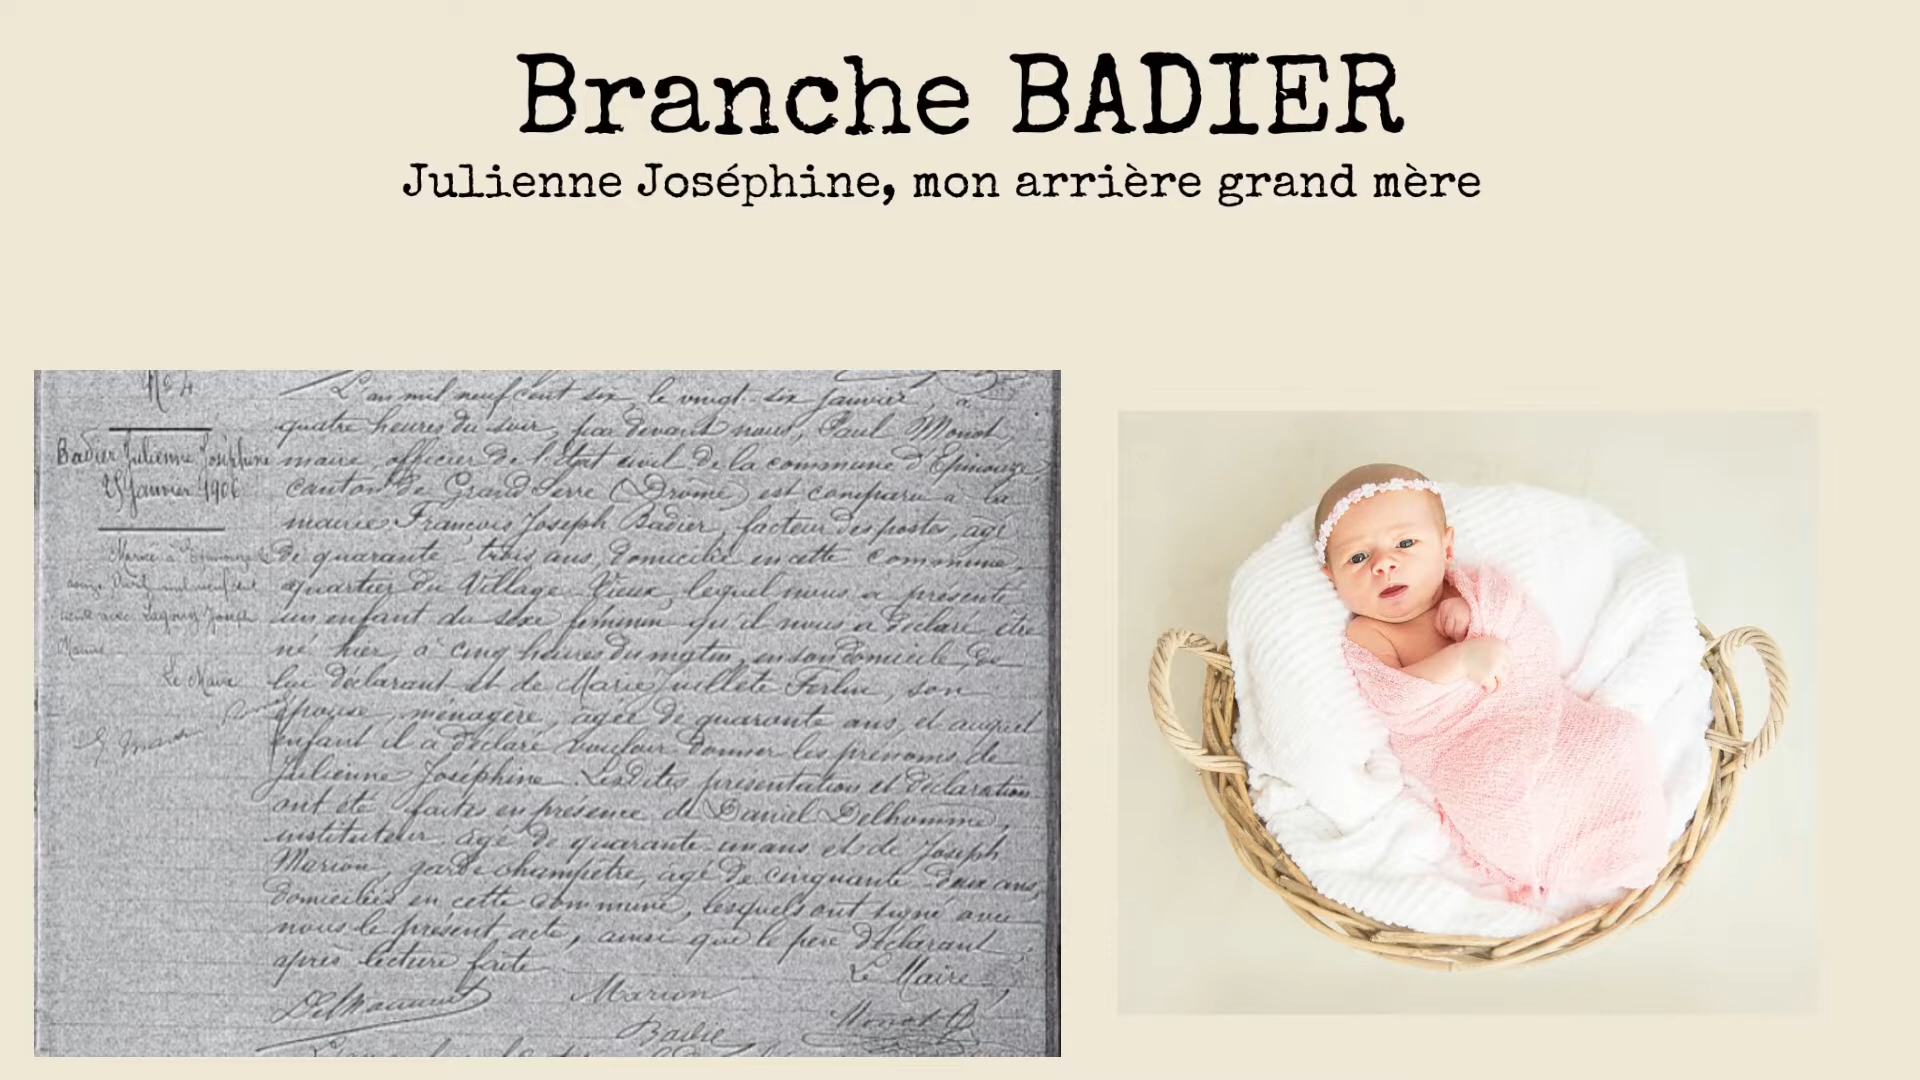 Branche BADIER
Julienne Joséphine, mon arrière grand mère
N° 4
Badier Julienne Joséphine
25 Janvier 1906
Le Maire
L'an mil neuf cent six, le vingt-six Janvier, à
quatre heures du soir, par devant nous, Paul Monot,
maire, officier de l'état civil de la commune d'Epinouze,
canton de Grand Serre (Drôme) est comparu à la
mairie François Joseph Badier, facteur des postes, âgé
de quarante-trois ans, domicilié en cette commune,
quartier du Village Vieux, lequel nous a présenté
un enfant du sexe féminin qu'il nous a déclaré être
né hier, à cinq heures du matin, en son domicile, de
lui déclarant et de Marie Juillete Ferlin, son
épouse, ménagère, âgée de quarante ans, et auquel
enfant il a déclaré vouloir donner les prénoms de
Julienne Joséphine. Lesdites présentation et déclaration
ont été faites en présence de Daniel Delhomme,
instituteur, âgé de quarante-un ans et de Joseph
Marion, garde champêtre, âgé de cinquante-deux ans,
domiciliés en cette commune, lesquels ont signé avec
nous le présent acte, ainsi que le père déclarant,
après lecture faite
Le Maire,
Marion
Badie
Monot